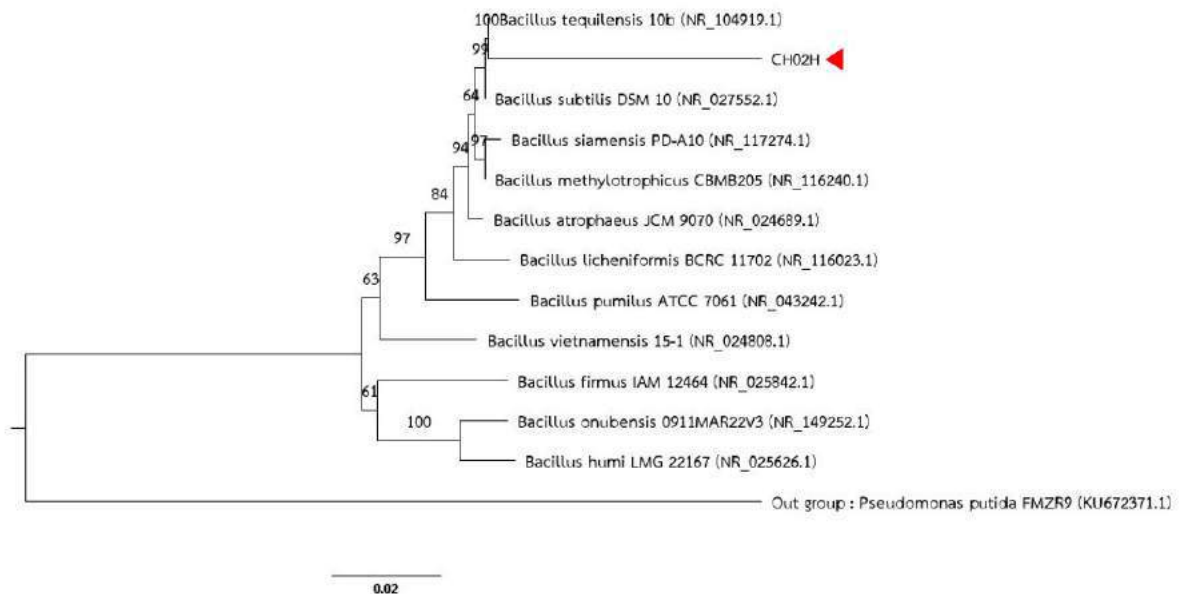 100Bacillus tequilensis 10b (NR_104919.1)
99
CH02H
64
Bacillus subtilis DSM 10 (NR_027552.1)
97
Bacillus siamensis PD-A10 (NR_117274.1)
94
Bacillus methylotrophicus CBMB205 (NR_116240.1)
84
Bacillus atrophaeus JCM 9070 (NR_024689.1)
97
Bacillus licheniformis BCRC 11702 (NR_116023.1)
63
Bacillus pumilus ATCC 7061 (NR_043242.1)
Bacillus vietnamensis 15-1 (NR_024808.1)
Bacillus firmus IAM 12464 (NR_025842.1)
61
100
Bacillus onubensis 0911MAR22V3 (NR_149252.1)
Bacillus humi LMG 22167 (NR_025626.1)
Out group : Pseudomonas putida FMZR9 (KU672371.1)
0.02